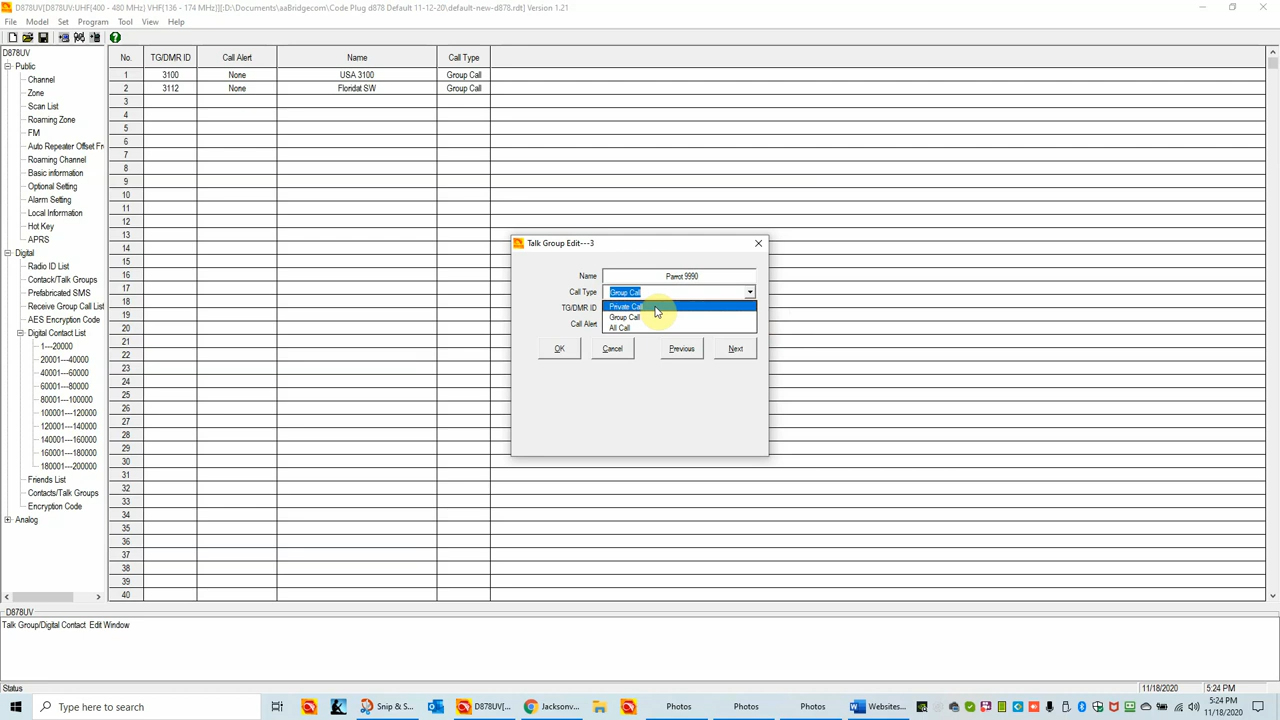 D878UV[D878UV:UHF(400 - 480 MHz) VHF(136 - 174 MHz)][D:\Documents\aaBridgecom\Code Plug d878 Default 11-12-20\default-new-d878.rdt] Version 1.21
File Model Set Program Tool View Help
D878UV
Public
Channel
Zone
Scan List
Roaming Zone
FM
Auto Repeater Offset Fr
Roaming Channel
Basic information
Optional Setting
Alarm Setting
Local Information
Hot Key
APRS
Digital
Radio ID List
Contack/Talk Groups
Prefabricated SMS
Receive Group Call List
AES Encryption Code
Digital Contact List
1---20000
20001---40000
40001---60000
60001---80000
80001---100000
100001---120000
120001---140000
140001---160000
160001---180000
180001---200000
Friends List
Contacts/Talk Groups
Encryption Code
Analog
No. TG/DMR ID Call Alert Name Call Type
1 3100 None USA 3100 Group Call
2 3112 None Floridat SW Group Call
3
4
5
6
7
8
9
10
11
12
13
14
15
16
17
18
19
20
21
22
23
24
25
26
27
28
29
30
31
32
33
34
35
36
37
38
39
40
Talk Group Edit---3
Name Parrot 9990
Call Type Group Call
TG/DMR ID
Call Alert
Private Call
Group Call
All Call
OK Cancel Previous Next
D878UV
Talk Group/Digital Contact Edit Window
Status 11/18/2020 5:24 PM
Type here to search
Snip & S...
D878UV[...
Jacksonv...
Photos
Photos
Photos
Websites...
5:24 PM
11/18/2020